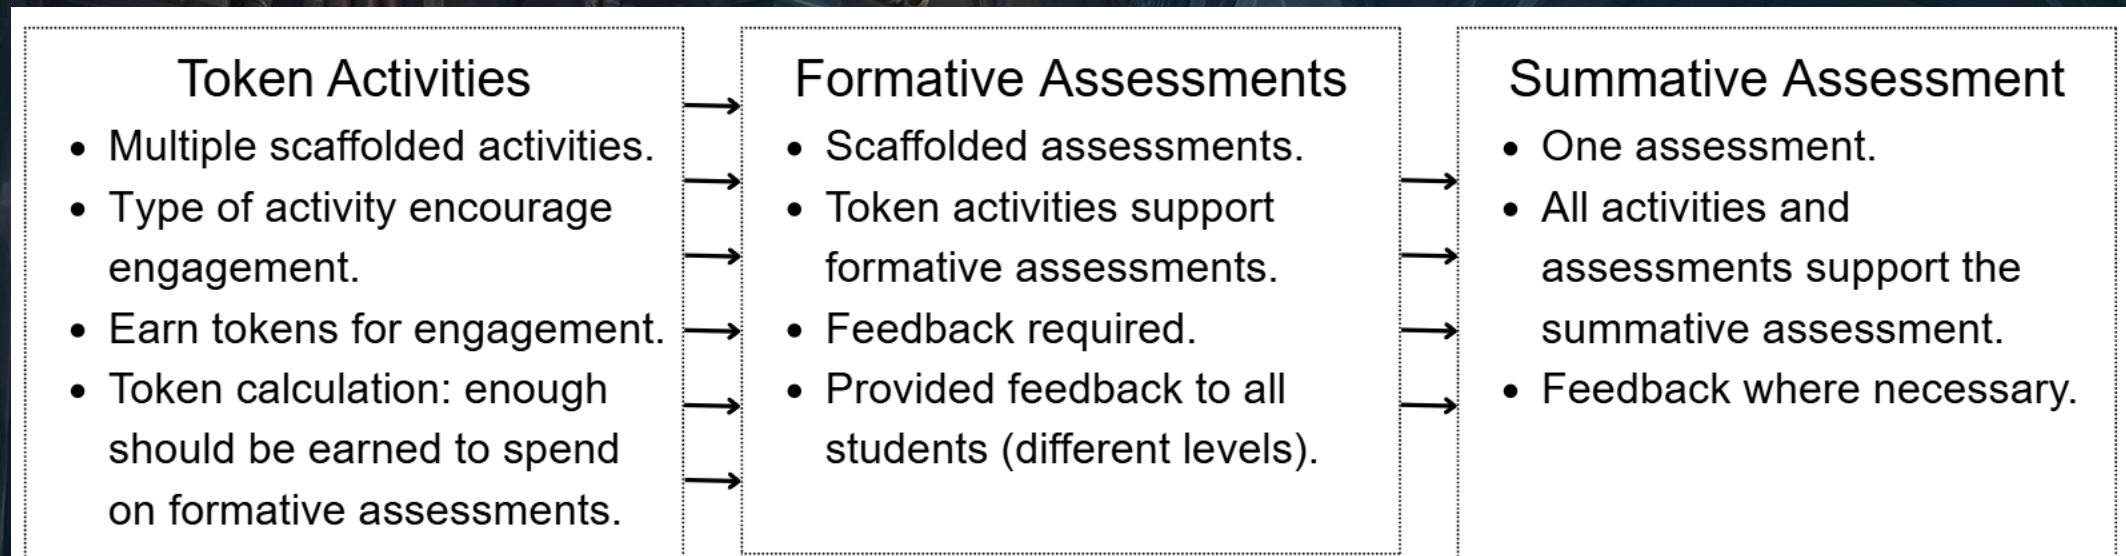 Token Activities
• Multiple scaffolded activities.
• Type of activity encourage
engagement.
• Earn tokens for engagement.
• Token calculation: enough
should be earned to spend
on formative assessments.
Formative Assessments
• Scaffolded assessments.
• Token activities support
formative assessments.
• Feedback required.
• Provided feedback to all
students (different levels).
Summative Assessment
• One assessment.
• All activities and
assessments support the
summative assessment.
• Feedback where necessary.